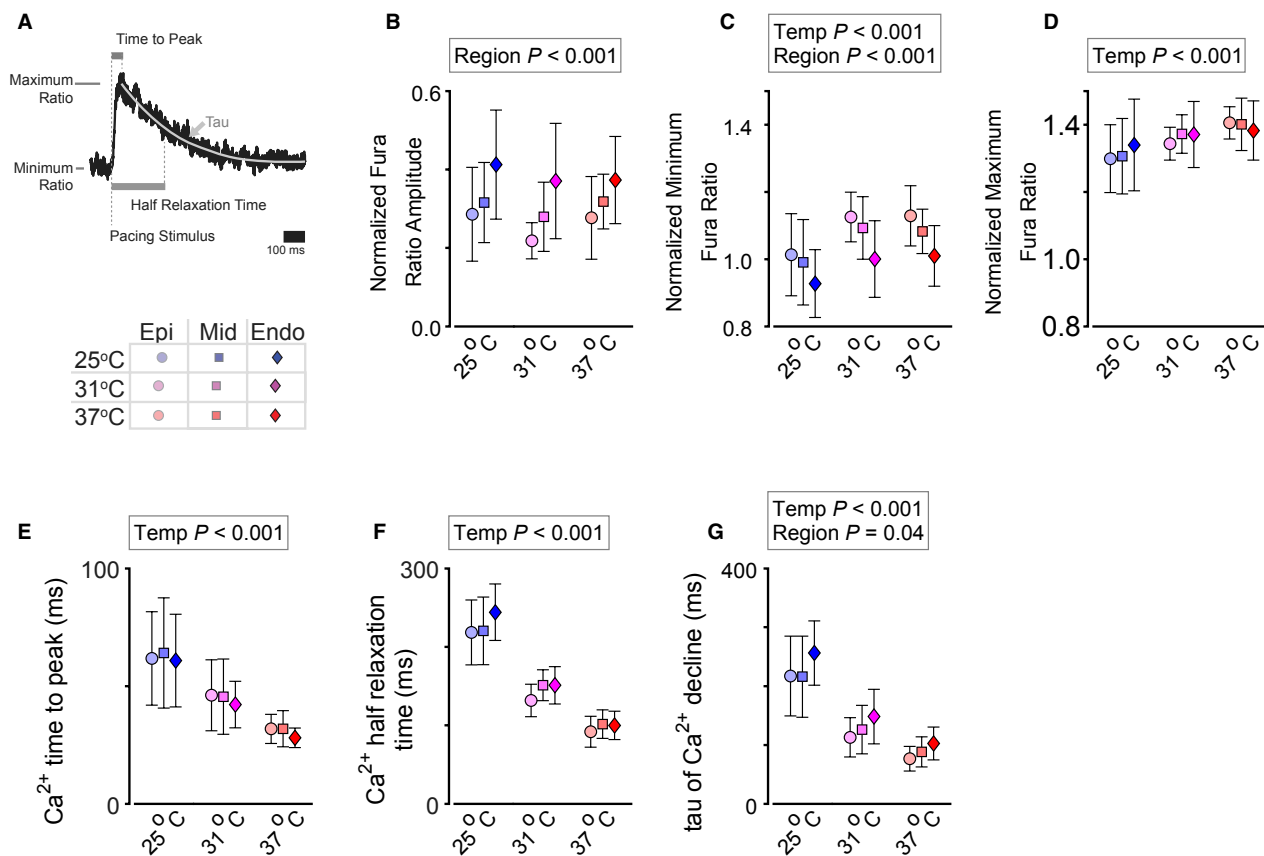 A
Time to Peak
Maximum
Ratio
Tau
Minimum
Ratio
Half Relaxation Time
Pacing Stimulus
100 ms
Epi Mid Endo
25°C
31°C
37°C
B
Region P < 0.001
Normalized Fura
Ratio Amplitude
0.6
0.0
25°C
31°C
37°C
C
Temp P < 0.001
Region P < 0.001
Normalized Minimum
Fura Ratio
1.4
1.0
0.8
25°C
31°C
37°C
D
Temp P < 0.001
Normalized Maximum
Fura Ratio
1.4
1.0
0.8
25°C
31°C
37°C
E
Temp P < 0.001
Ca²⁺ time to peak (ms)
100
0
25°C
31°C
37°C
F
Temp P < 0.001
Ca²⁺ half relaxation
time (ms)
300
0
25°C
31°C
37°C
G
Temp P < 0.001
Region P = 0.04
tau of Ca²⁺ decline (ms)
400
0
25°C
31°C
37°C